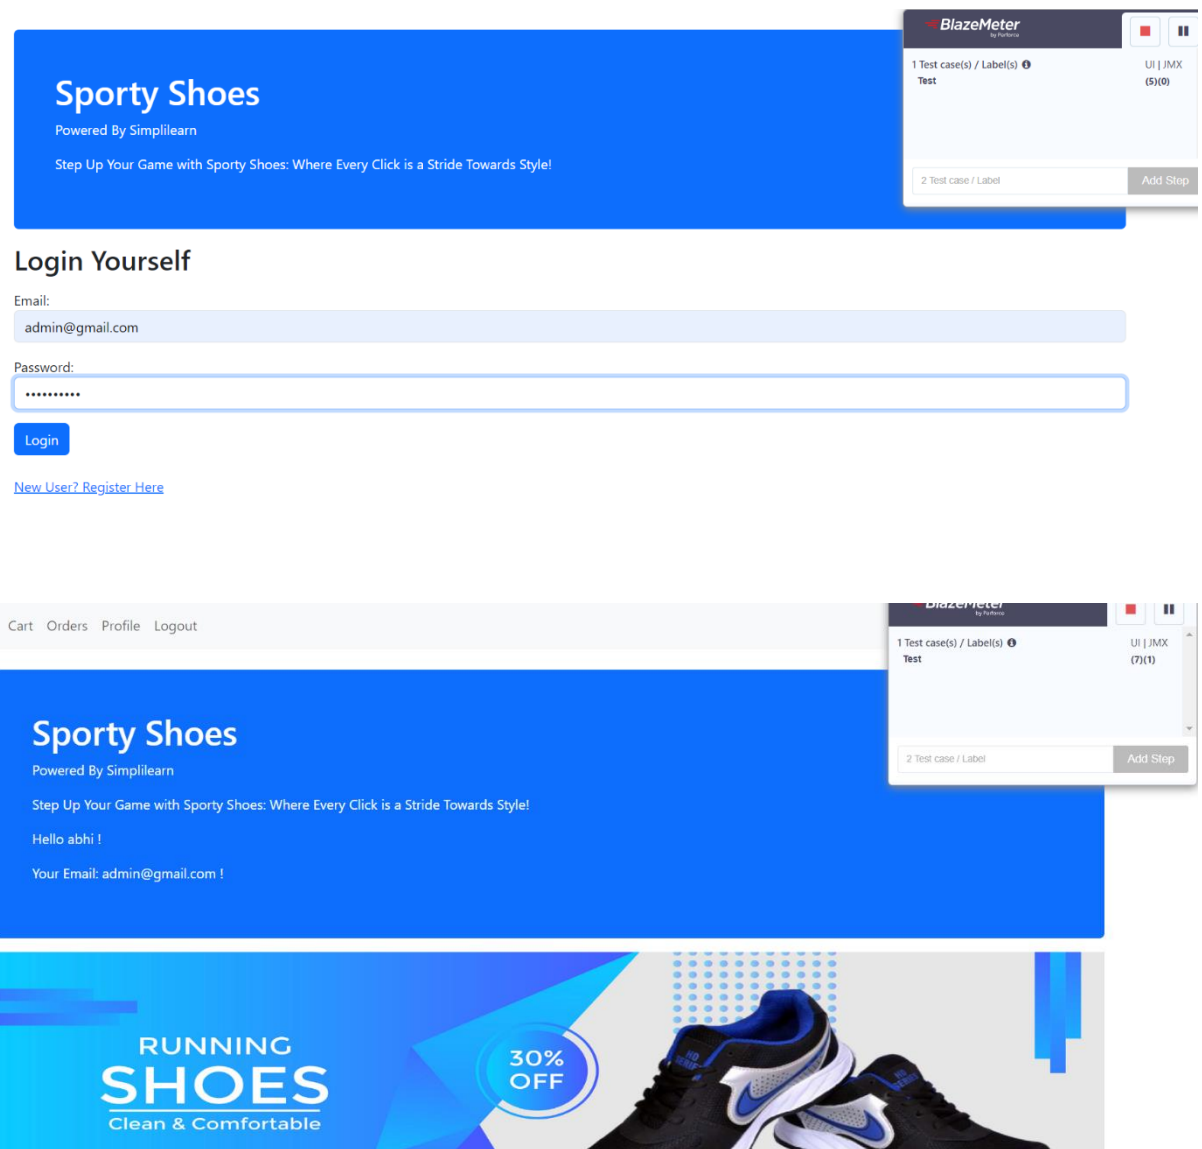 BlazeMeter
by Perforce
1 Test case(s) / Label(s)
UI | JMX
Test
(5)(0)
2 Test case / Label
Add Step
Sporty Shoes
Powered By Simplilearn
Step Up Your Game with Sporty Shoes: Where Every Click is a Stride Towards Style!
Login Yourself
Email:
admin@gmail.com
Password:
••••••••••
Login
New User? Register Here
Cart Orders Profile Logout
BlazeMeter
by Perforce
1 Test case(s) / Label(s)
UI | JMX
Test
(7)(1)
2 Test case / Label
Add Step
Sporty Shoes
Powered By Simplilearn
Step Up Your Game with Sporty Shoes: Where Every Click is a Stride Towards Style!
Hello abhi !
Your Email: admin@gmail.com !
RUNNING
SHOES
Clean & Comfortable
30%
OFF